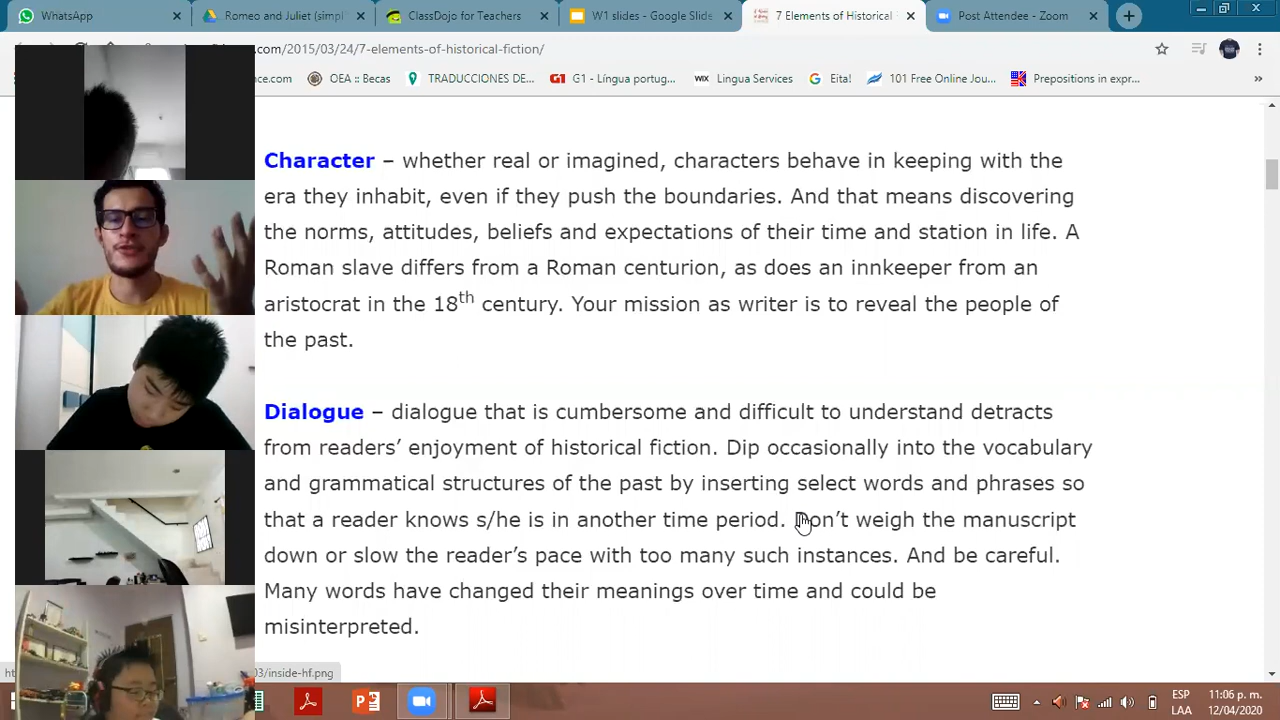 WhatsApp
Romeo and Juliet (simpl
ClassDojo for Teachers
W1 slides - Google Slide
7 Elements of Historical
Post Attendee - Zoom
com/2015/03/24/7-elements-of-historical-fiction/
nce.com
OEA :: Becas
TRADUCCIONES DE...
G1 - Língua portug...
WIX Lingua Services
Eita!
101 Free Online Jou...
Prepositions in expr...
»
Character – whether real or imagined, characters behave in keeping with the
era they inhabit, even if they push the boundaries. And that means discovering
the norms, attitudes, beliefs and expectations of their time and station in life. A
Roman slave differs from a Roman centurion, as does an innkeeper from an
aristocrat in the 18th century. Your mission as writer is to reveal the people of
the past.
Dialogue – dialogue that is cumbersome and difficult to understand detracts
from readers’ enjoyment of historical fiction. Dip occasionally into the vocabulary
and grammatical structures of the past by inserting select words and phrases so
that a reader knows s/he is in another time period. Don’t weigh the manuscript
down or slow the reader’s pace with too many such instances. And be careful.
Many words have changed their meanings over time and could be
misinterpreted.
03/inside-hf.png
ESP
LAA
11:06 p. m.
12/04/2020